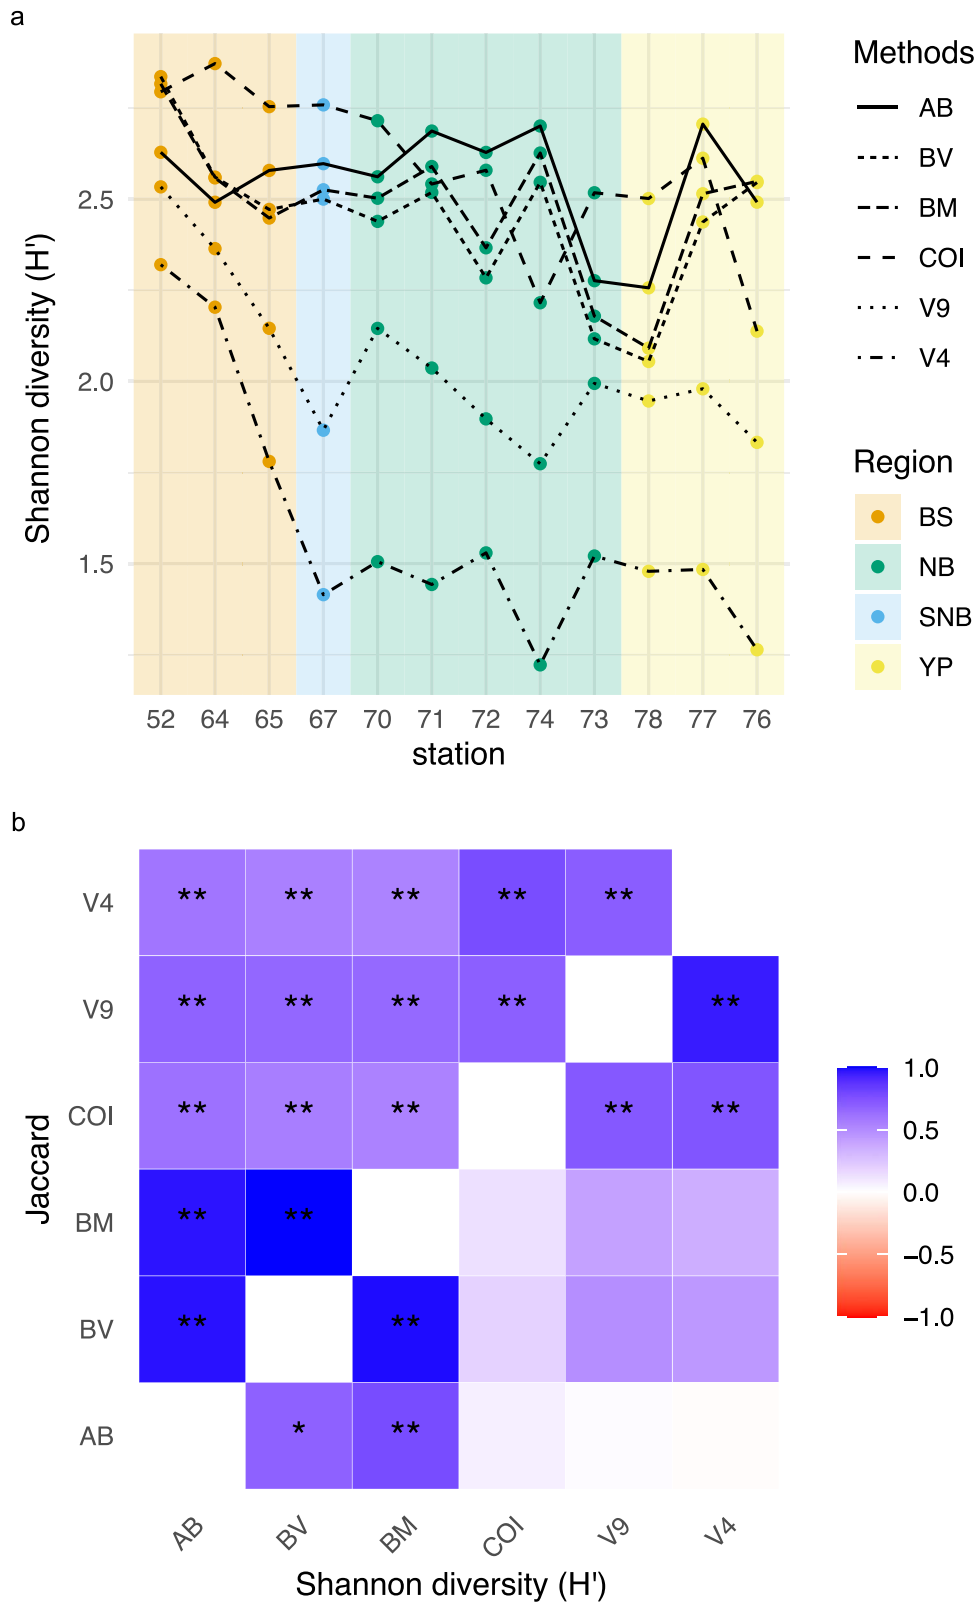 a
Shannon diversity (H')
2.5
2.0
1.5
52 64 65 67 70 71 72 74 73 78 77 76
station
Methods
AB
BV
BM
COI
V9
V4
Region
BS
NB
SNB
YP
b
Jaccard
V4 ** ** ** ** **
V9 ** ** ** ** **
COI ** ** ** ** **
BM ** **
BV ** **
AB * **
AB BV BM COI V9 V4
Shannon diversity (H')
1.0
0.5
0.0
−0.5
−1.0